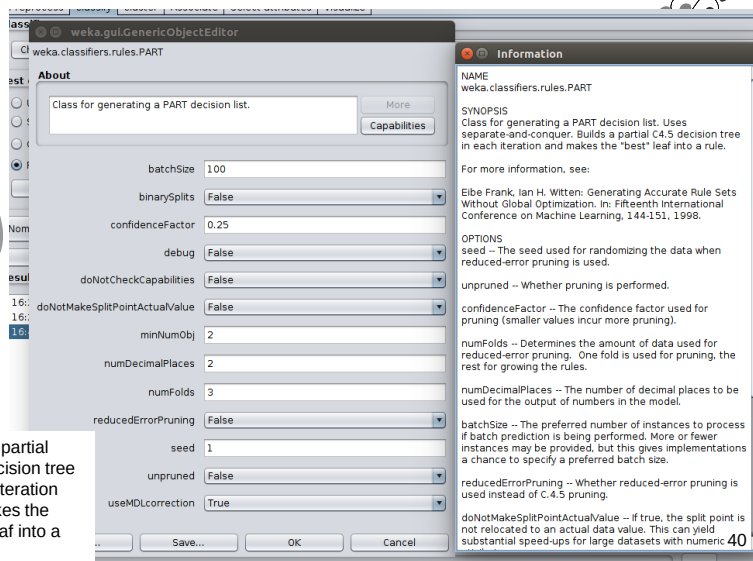 Classify Cluster Associate Select attributes Visualize
weka.gui.GenericObjectEditor
weka.classifiers.rules.PART
About
Class for generating a PART decision list.
More
Capabilities
batchSize 100
binarySplits False
confidenceFactor 0.25
debug False
doNotCheckCapabilities False
doNotMakeSplitPointActualValue False
minNumObj 2
numDecimalPlaces 2
numFolds 3
reducedErrorPruning False
seed 1
unpruned False
useMDLcorrection True
Save... OK Cancel
Information
NAME
weka.classifiers.rules.PART
SYNOPSIS
Class for generating a PART decision list. Uses
separate-and-conquer. Builds a partial C4.5 decision tree
in each iteration and makes the "best" leaf into a rule.
For more information, see:
Eibe Frank, Ian H. Witten: Generating Accurate Rule Sets
Without Global Optimization. In: Fifteenth International
Conference on Machine Learning, 144-151, 1998.
OPTIONS
seed -- The seed used for randomizing the data when
reduced-error pruning is used.
unpruned -- Whether pruning is performed.
confidenceFactor -- The confidence factor used for
pruning (smaller values incur more pruning).
numFolds -- Determines the amount of data used for
reduced-error pruning. One fold is used for pruning, the
rest for growing the rules.
numDecimalPlaces -- The number of decimal places to be
used for the output of numbers in the model.
batchSize -- The preferred number of instances to process
if batch prediction is being performed. More or fewer
instances may be provided, but this gives implementations
a chance to specify a preferred batch size.
reducedErrorPruning -- Whether reduced-error pruning is
used instead of C.4.5 pruning.
doNotMakeSplitPointActualValue -- If true, the split point is
not relocated to an actual data value. This can yield
substantial speed-ups for large datasets with numeric
40
16:
16:
16:
partial
cision tree
teration
kes the
af into a